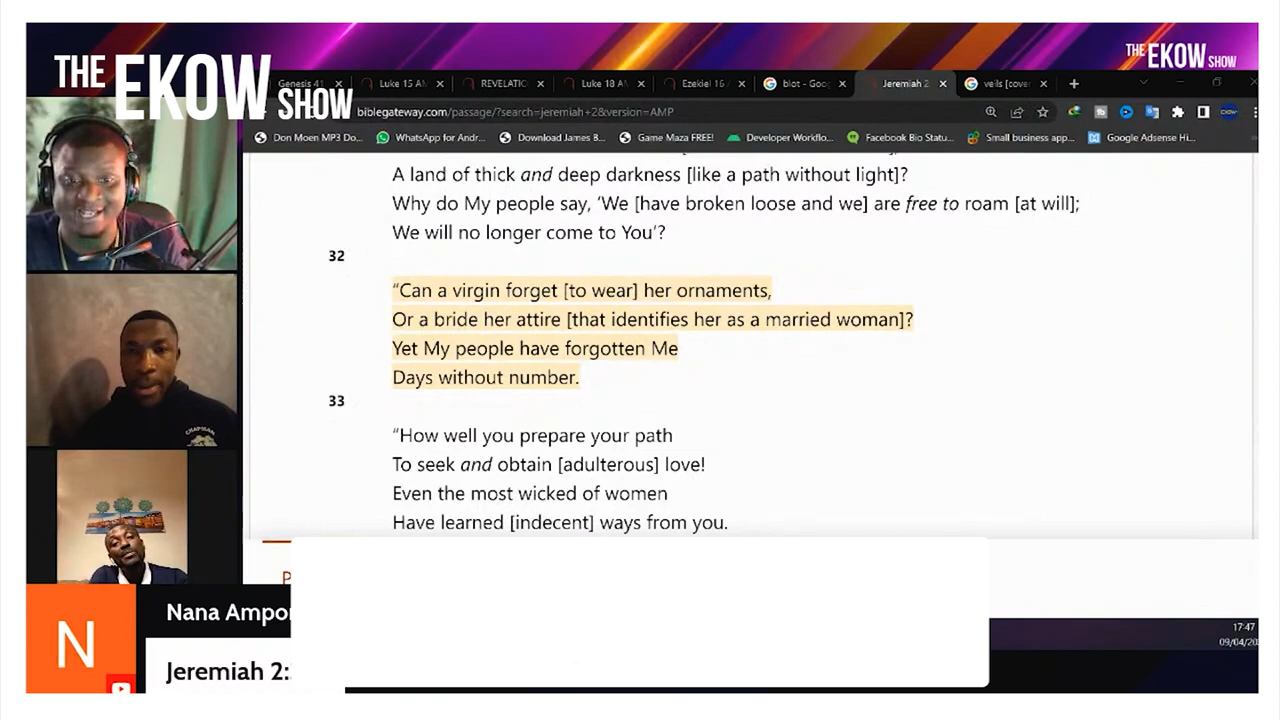 THE
EKOW
SHOW
THE EKOW
SHOW
Genesis 41
Luke 15 A
REVELATIO
Luke 18 A
Ezekiel 16
blot - Goo
Jeremiah 2
veils [cove
biblegateway.com/passage/?search=jeremiah+2&version=AMP
Don Moen MP3 Do...
WhatsApp for Andr...
Download James B...
Game Maza FREE!
Developer Workflo...
Facebook Bio Statu...
Small business app...
Google Adsense Hi...
A land of thick and deep darkness [like a path without light]?
Why do My people say, ‘We [have broken loose and we] are free to roam [at will];
We will no longer come to You’?
32
“Can a virgin forget [to wear] her ornaments,
Or a bride her attire [that identifies her as a married woman]?
Yet My people have forgotten Me
Days without number.
33
“How well you prepare your path
To seek and obtain [adulterous] love!
Even the most wicked of women
Have learned [indecent] ways from you.
CHAPMAN
P
N
Nana Ampo
Jeremiah 2:
17:47
09/04/20